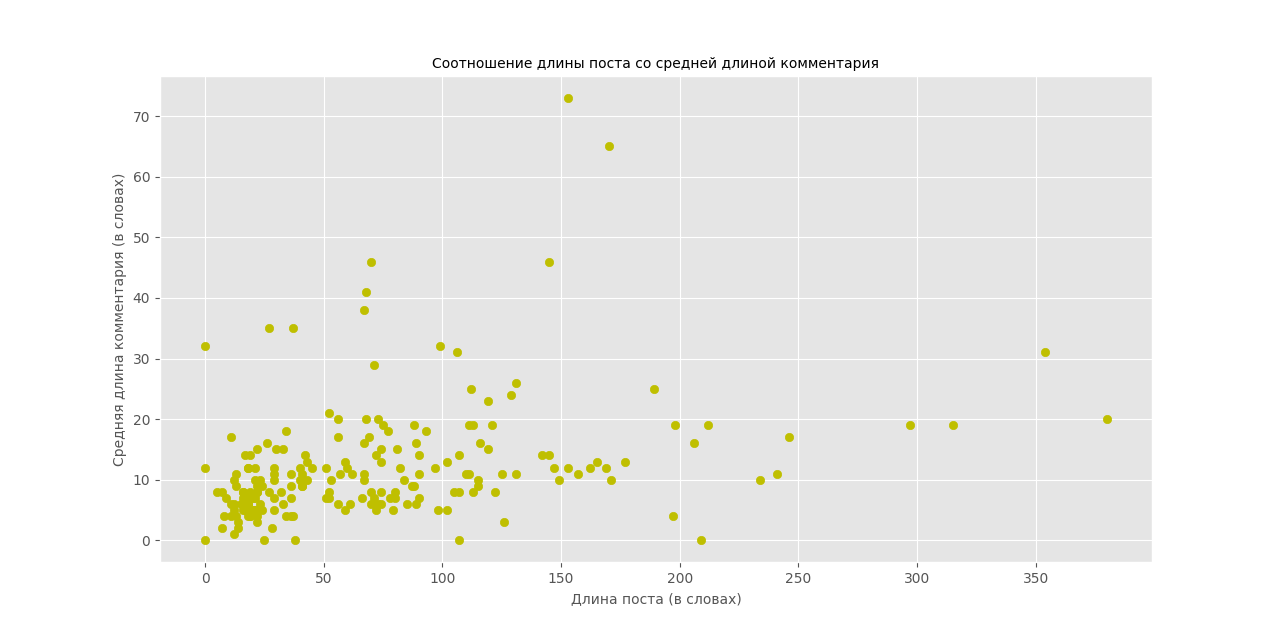 Соотношение длины поста со средней длиной комментария
Средняя длина комментария (в словах)
70
60
50
40
30
20
10
0
0 50 100 150 200 250 300 350
Длина поста (в словах)